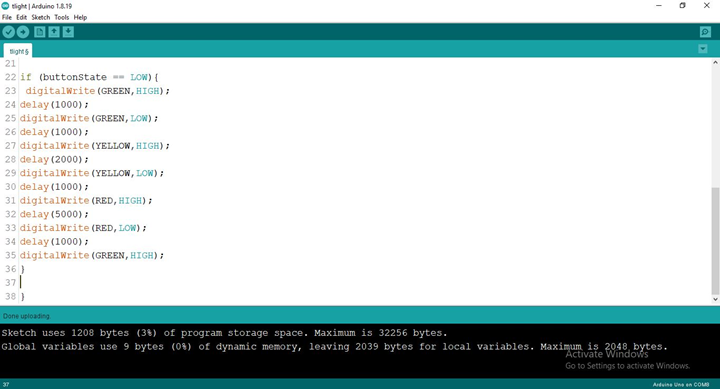 tlight | Arduino 1.8.19
File Edit Sketch Tools Help
tlight§
21
22 if (buttonState == LOW){
23 digitalWrite(GREEN,HIGH);
24 delay(1000);
25 digitalWrite(GREEN,LOW);
26 delay(1000);
27 digitalWrite(YELLOW,HIGH);
28 delay(2000);
29 digitalWrite(YELLOW,LOW);
30 delay(1000);
31 digitalWrite(RED,HIGH);
32 delay(5000);
33 digitalWrite(RED,LOW);
34 delay(1000);
35 digitalWrite(GREEN,HIGH);
36 }
37
38 }
Done uploading.
Sketch uses 1208 bytes (3%) of program storage space. Maximum is 32256 bytes.
Global variables use 9 bytes (0%) of dynamic memory, leaving 2039 bytes for local variables. Maximum is 2048 bytes.
Activate Windows
Go to Settings to activate Windows.
37
Arduino Uno on COM8